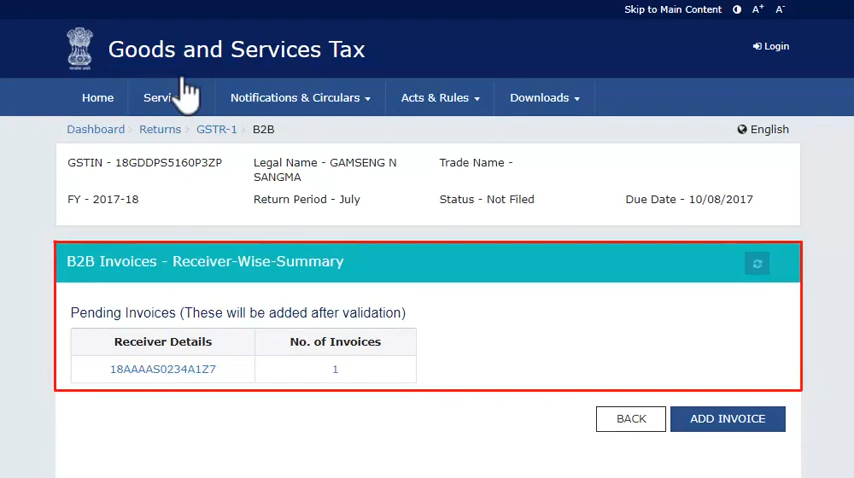 Skip to Main Content A+ A-
Goods and Services Tax
Login
Home Notifications & Circulars Acts & Rules Downloads
Dashboard Returns GSTR-1 B2B English
GSTIN - 18GDDPS5160P3ZP Legal Name - GAMSENG N SANGMA Trade Name -
FY - 2017-18 Return Period - July Status - Not Filed Due Date - 10/08/2017
B2B Invoices - Receiver-Wise-Summary
Pending Invoices (These will be added after validation)
Receiver Details No. of Invoices
18AAAAS0234A1Z7 1
BACK ADD INVOICE